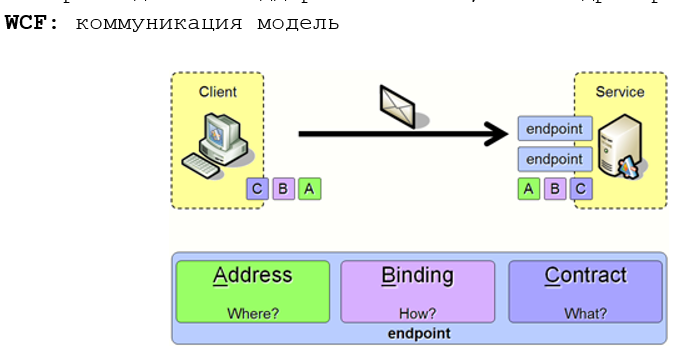 WCF: коммуникация модель
Client
Service
endpoint
endpoint
C B A
A B C
Address
Binding
Contract
Where?
How?
What?
endpoint